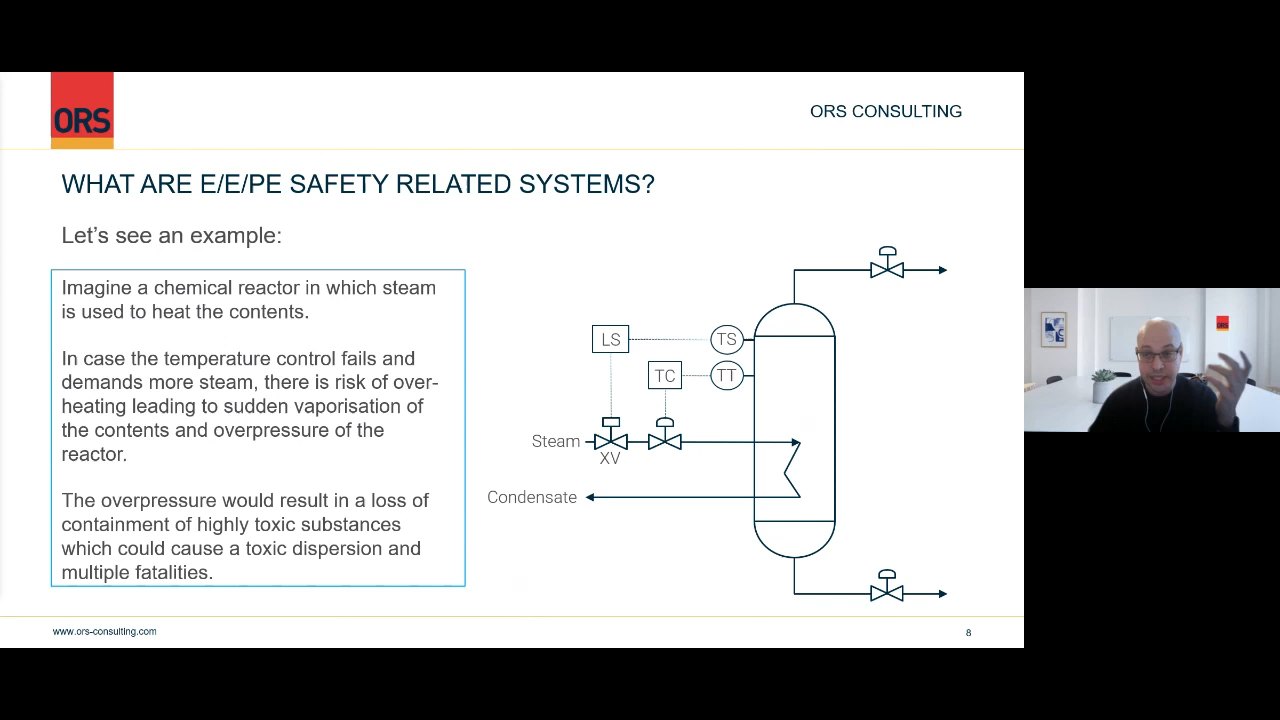 ORS
ORS CONSULTING
WHAT ARE E/E/PE SAFETY RELATED SYSTEMS?
Let's see an example:
Imagine a chemical reactor in which steam
is used to heat the contents.
In case the temperature control fails and
demands more steam, there is risk of over-
heating leading to sudden vaporisation of
the contents and overpressure of the
reactor.
The overpressure would result in a loss of
containment of highly toxic substances
which could cause a toxic dispersion and
multiple fatalities.
LS
TS
TC
TT
Steam
XV
Condensate
www.ors-consulting.com
8